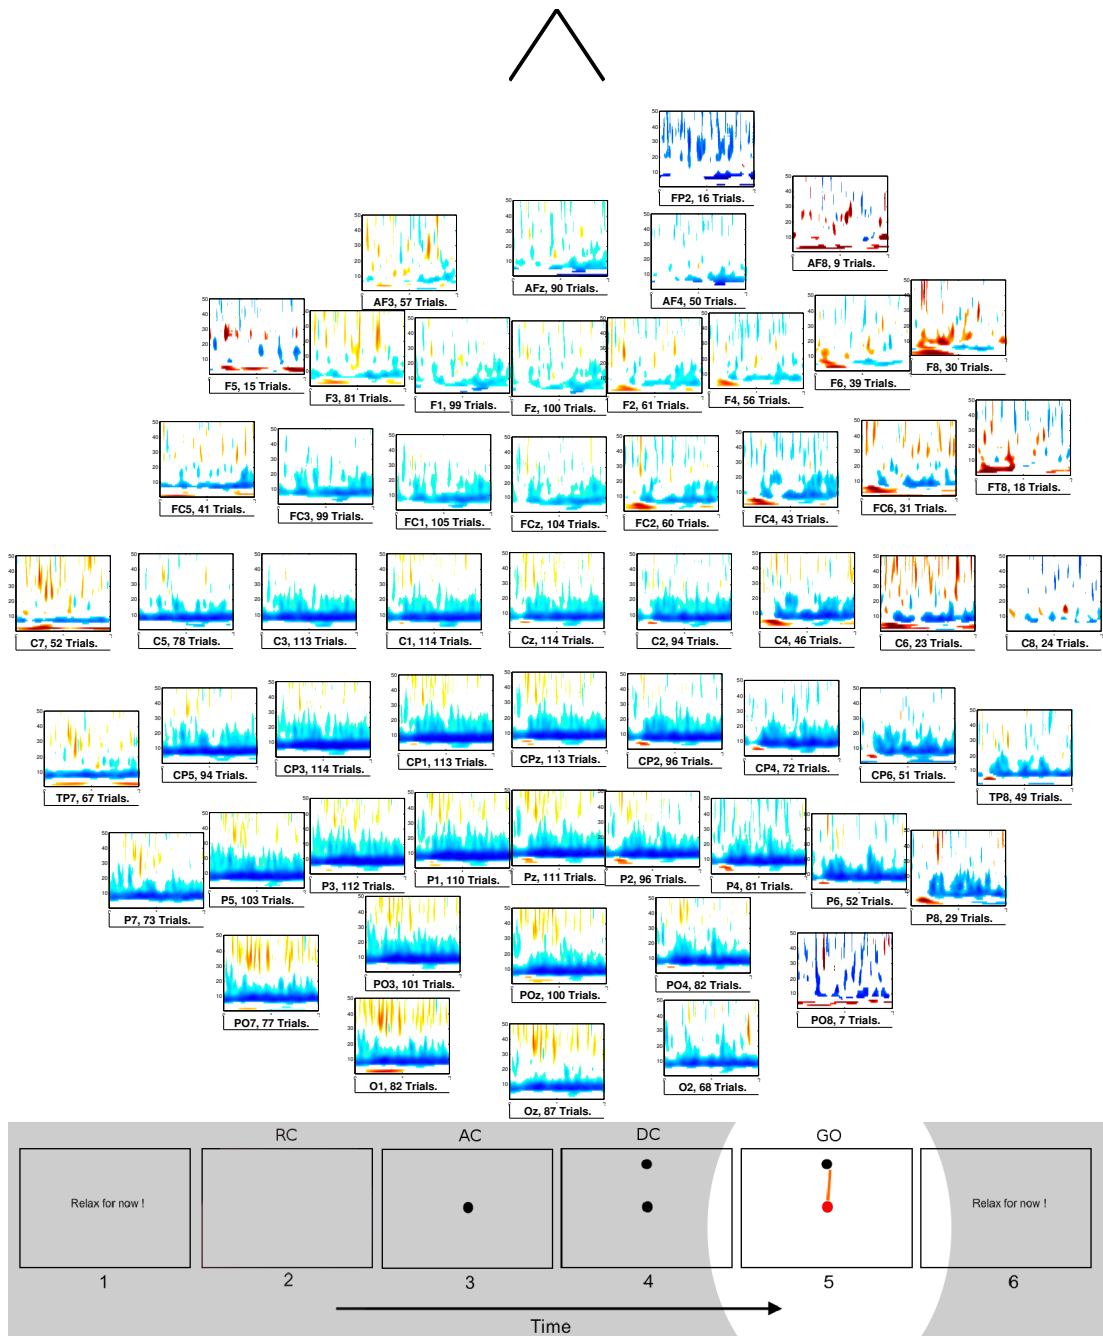 FP2, 16 Trials.
AF8, 9 Trials.
AF3, 57 Trials.
AFz, 90 Trials.
AF4, 50 Trials.
F5, 15 Trials.
F3, 81 Trials.
F1, 99 Trials.
Fz, 100 Trials.
F2, 61 Trials.
F4, 56 Trials.
F6, 39 Trials.
F8, 30 Trials.
FC5, 41 Trials.
FC3, 99 Trials.
FC1, 105 Trials.
FCz, 104 Trials.
FC2, 60 Trials.
FC4, 43 Trials.
FC6, 31 Trials.
FT8, 18 Trials.
C7, 52 Trials.
C5, 78 Trials.
C3, 113 Trials.
C1, 114 Trials.
Cz, 114 Trials.
C2, 94 Trials.
C4, 46 Trials.
C6, 23 Trials.
C8, 24 Trials.
TP7, 67 Trials.
CP5, 94 Trials.
CP3, 114 Trials.
CP1, 113 Trials.
CPz, 113 Trials.
CP2, 96 Trials.
CP4, 72 Trials.
CP6, 51 Trials.
TP8, 49 Trials.
P7, 73 Trials.
P5, 103 Trials.
P3, 112 Trials.
P1, 110 Trials.
Pz, 111 Trials.
P2, 96 Trials.
P4, 81 Trials.
P6, 52 Trials.
P8, 29 Trials.
PO7, 77 Trials.
PO3, 101 Trials.
POz, 100 Trials.
PO4, 82 Trials.
PO8, 7 Trials.
O1, 82 Trials.
Oz, 87 Trials.
O2, 68 Trials.
RC AC DC GO
Relax for now !
Relax for now !
1 2 3 4 5 6
Time